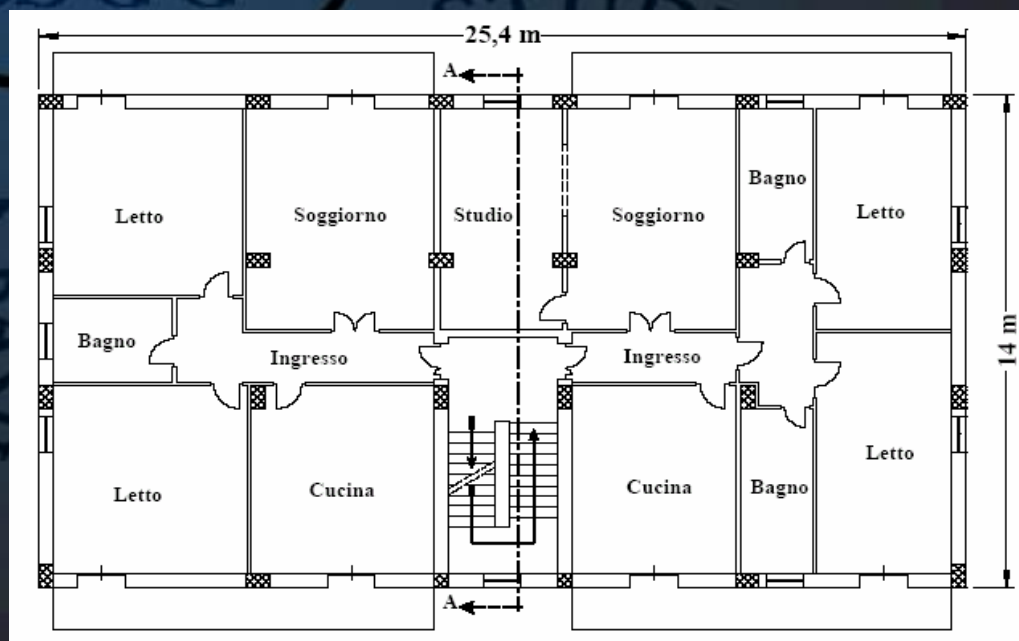 25,4 m
A
Bagno
Letto
Soggiorno
Studio
Soggiorno
Letto
14 m
Bagno
Ingresso
Ingresso
Letto
Cucina
Cucina
Bagno
Letto
A